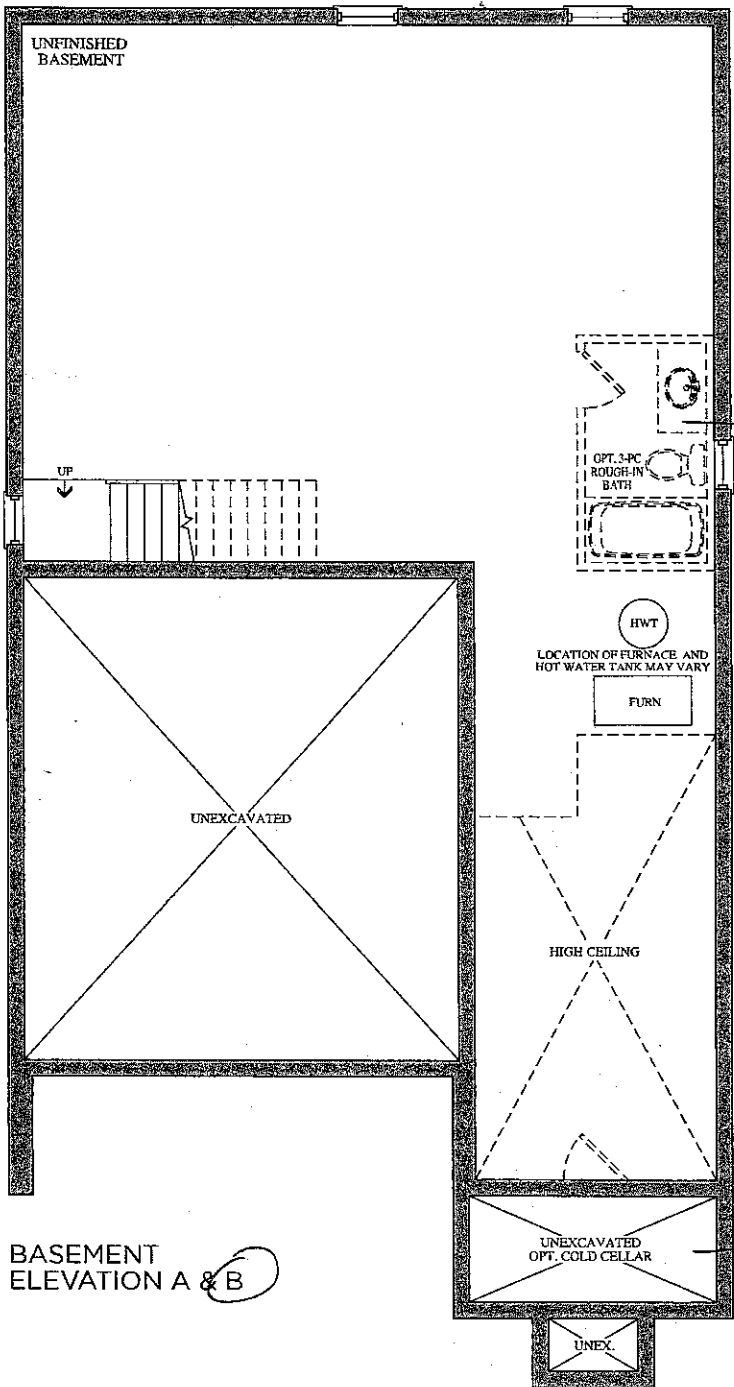 UNFINISHED
BASEMENT
UP
OPT. 3-PC
ROUGH-IN
BATH
HWT
LOCATION OF FURNACE AND
HOT WATER TANK MAY VARY
FURN
UNEXCAVATED
HIGH CEILING
UNEXCAVATED
OPT. COLD CELLAR
UNEX.
BASEMENT
ELEVATION A & B